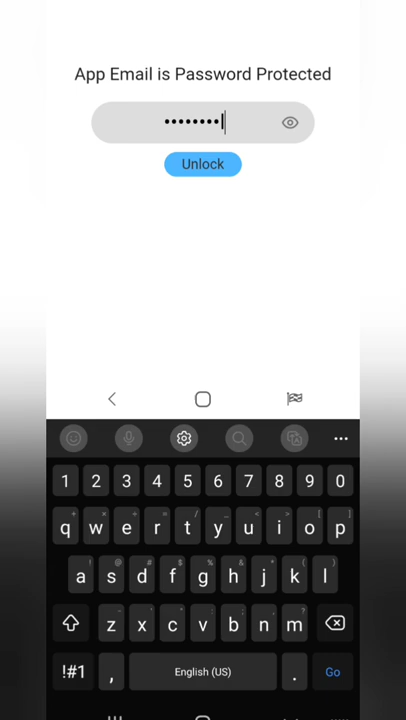 App Email is Password Protected
••••••••l
Unlock
1 2 3 4 5 6 7 8 9 0
q w e r t y u i o p
a s d f g h j k l
z x c v b n m
!#1 , English (US) . Go